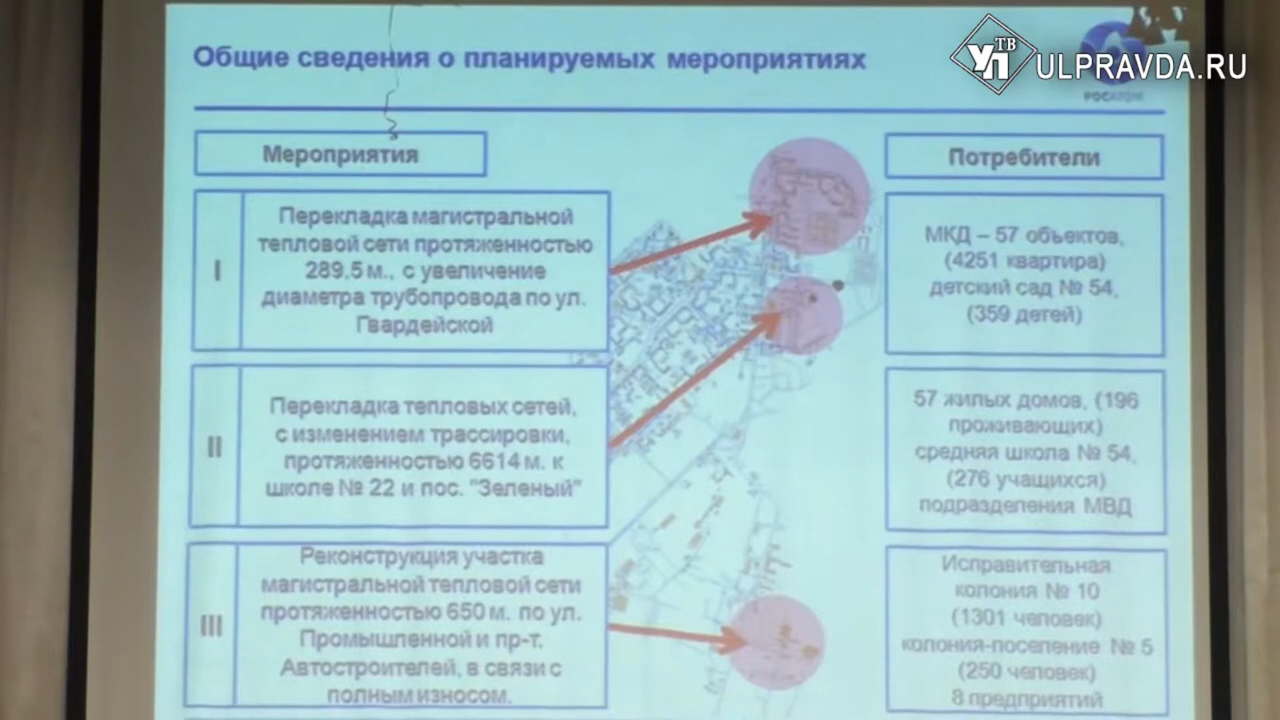 Общие сведения о планируемых мероприятиях
УП ТВ
ULPRAVDA.RU
РОСАТОМ
Мероприятия
Потребители
I
Перекладка магистральной
тепловой сети протяженностью
289,5 м., с увеличение
диаметра трубопровода по ул.
Гвардейской
МКД – 57 объектов,
(4251 квартира)
детский сад № 54,
(359 детей)
II
Перекладка тепловых сетей,
с изменением трассировки,
протяженностью 6614 м. к
школе № 22 и пос. "Зеленый"
57 жилых домов, (196
проживающих)
средняя школа № 54,
(276 учащихся)
подразделения МВД
III
Реконструкция участка
магистральной тепловой сети
протяженностью 650 м. по ул.
Промышленной и пр-т.
Автостроителей, в связи с
полным износом.
Исправительная
колония № 10
(1301 человек)
колония-поселение № 5
(250 человек)
8 предприятий